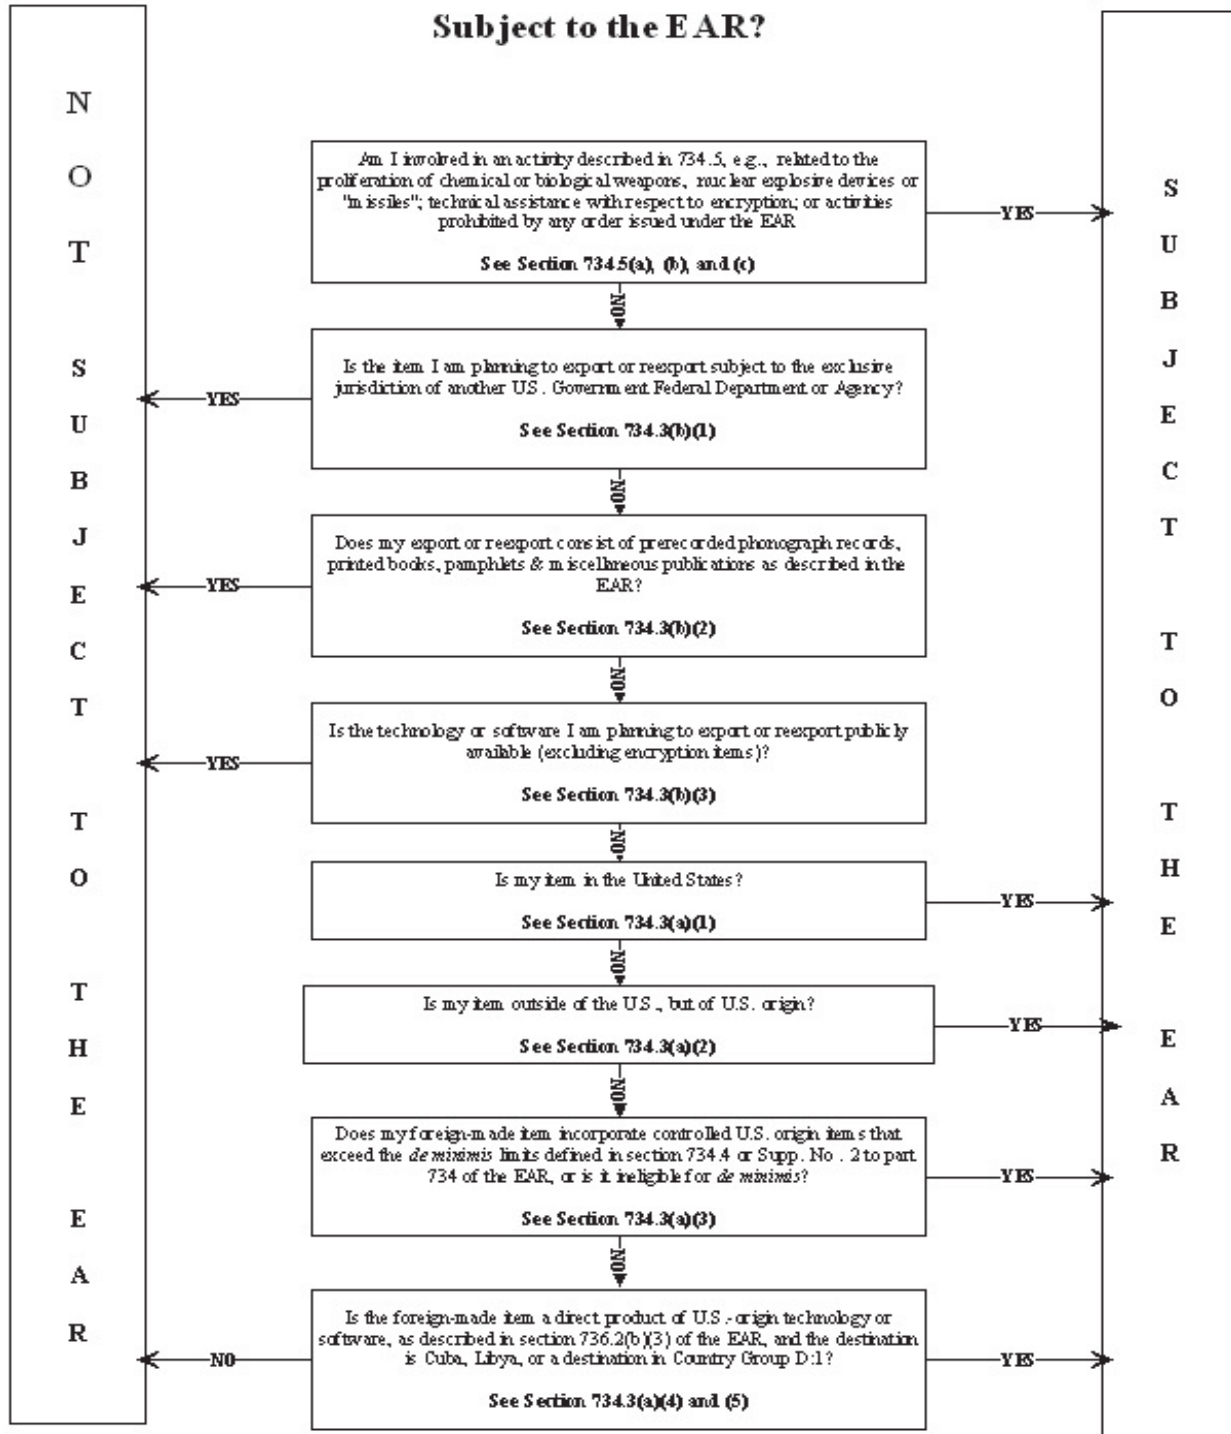 Subject to the EAR?
NOT SUBJECT TO THE EAR
SUBJECT TO THE EAR
Am I involved in an activity described in 734.5, e.g., related to the
proliferation of chemical or biological weapons, nuclear explosive devices or
"missiles"; technical assistance with respect to encryption; or activities
prohibited by any order issued under the EAR
See Section 734.5(a), (b), and (c)
YES
NO
Is the item I am planning to export or reexport subject to the exclusive
jurisdiction of another U.S. Government Federal Department or Agency?
See Section 734.3(b)(1)
YES
NO
Does my export or reexport consist of prerecorded phonograph records,
printed books, pamphlets & miscellaneous publications as described in the
EAR?
See Section 734.3(b)(2)
YES
NO
Is the technology or software I am planning to export or reexport publicly
available (excluding encryption items)?
See Section 734.3(b)(3)
YES
NO
Is my item in the United States?
See Section 734.3(a)(1)
YES
NO
Is my item outside of the U.S., but of U.S. origin?
See Section 734.3(a)(2)
YES
NO
Does my foreign-made item incorporate controlled U.S. origin items that
exceed the de minimis limits defined in section 734.4 or Supp. No. 2 to part
734 of the EAR, or is it ineligible for de minimis?
See Section 734.3(a)(3)
YES
NO
Is the foreign-made item a direct product of U.S.-origin technology or
software, as described in section 736.2(b)(3) of the EAR, and the destination
is Cuba, Libya, or a destination in Country Group D:1?
See Section 734.3(a)(4) and (5)
NO
YES